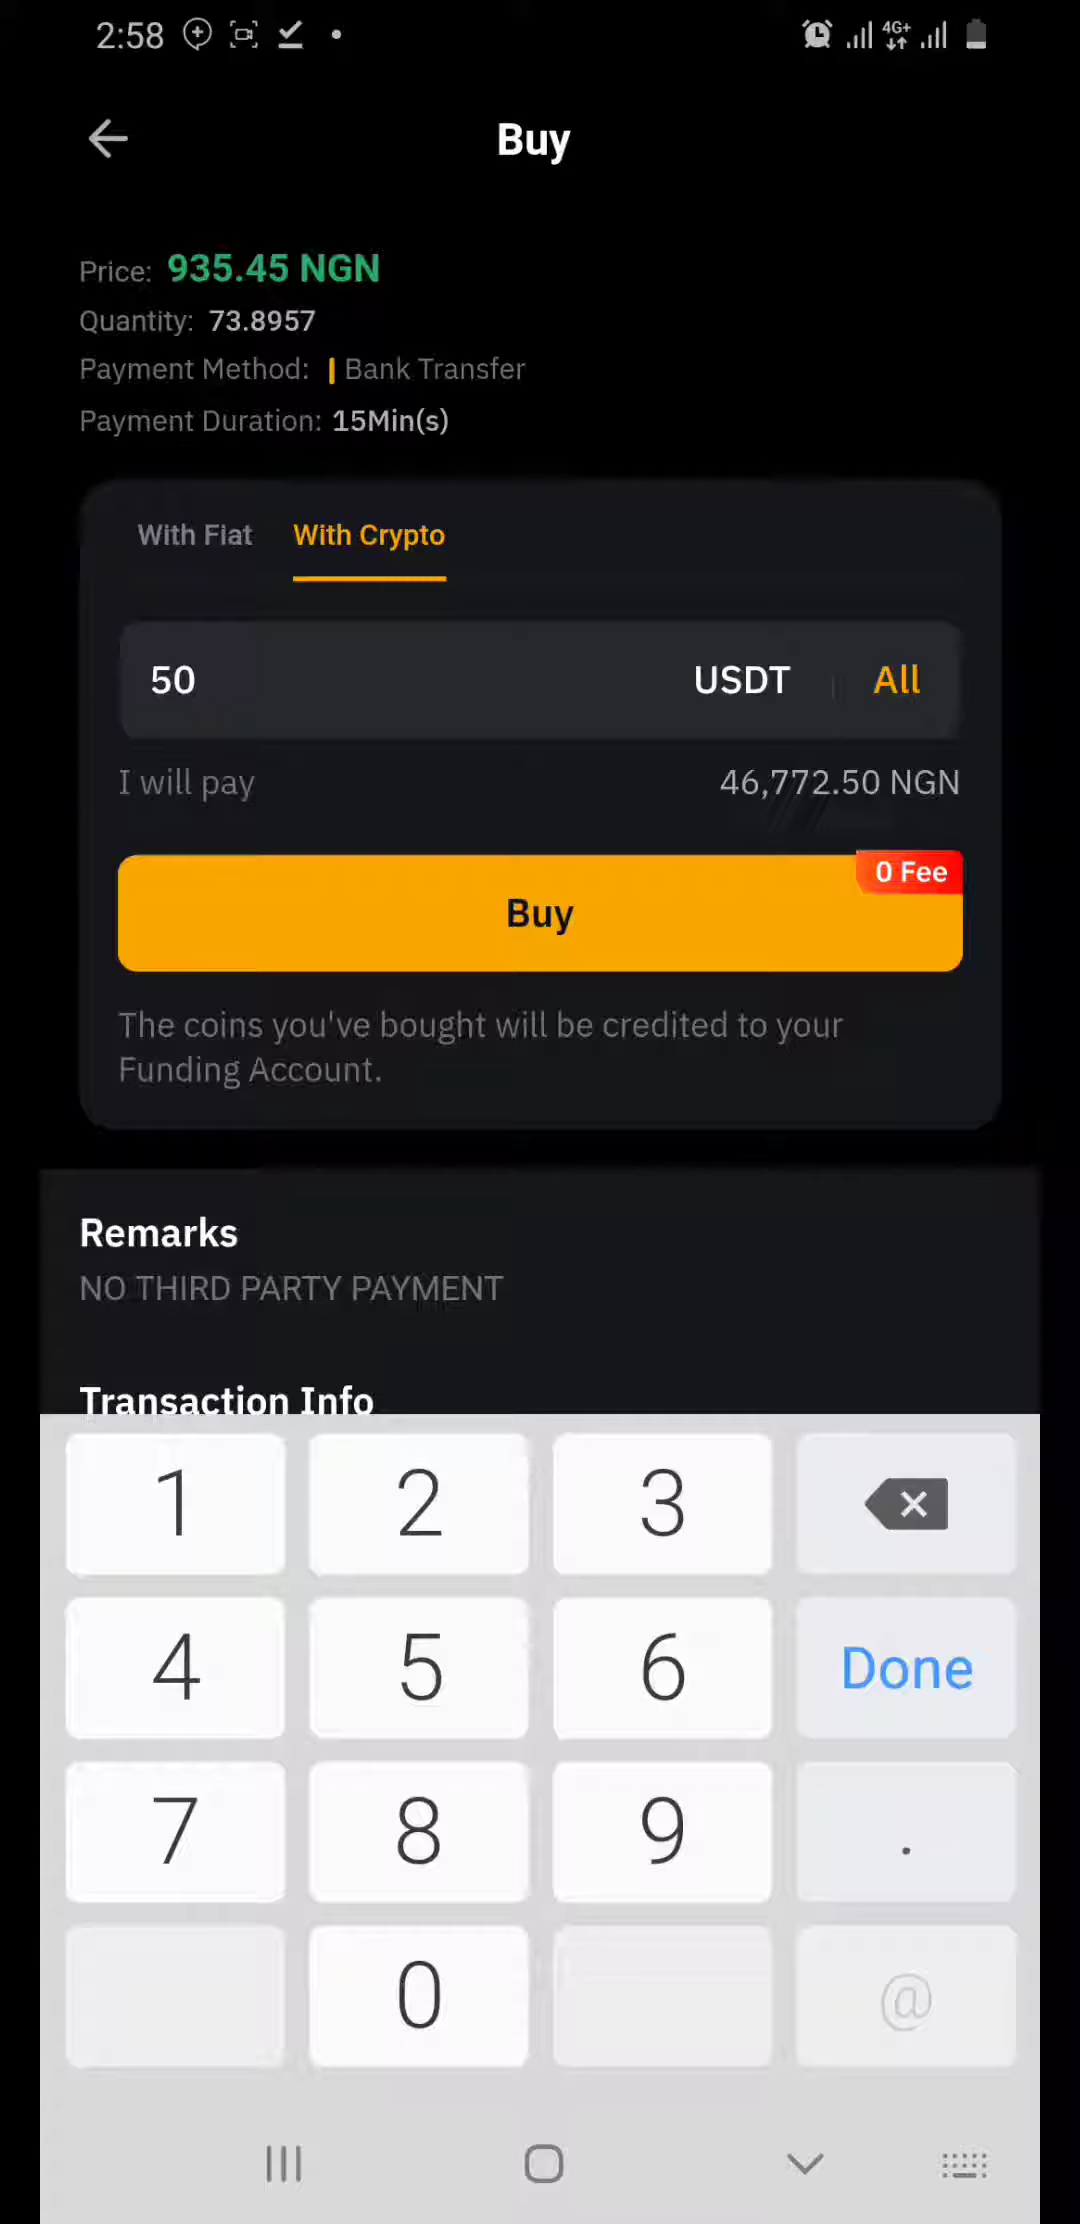 2:58
4G+
Buy
Price: 935.45 NGN
Quantity: 73.8957
Payment Method: Bank Transfer
Payment Duration: 15Min(s)
With Fiat With Crypto
50 USDT All
I will pay 46,772.50 NGN
0 Fee
Buy
The coins you've bought will be credited to your
Funding Account.
Remarks
NO THIRD PARTY PAYMENT
Transaction Info
1 2 3
4 5 6 Done
7 8 9 .
0 @